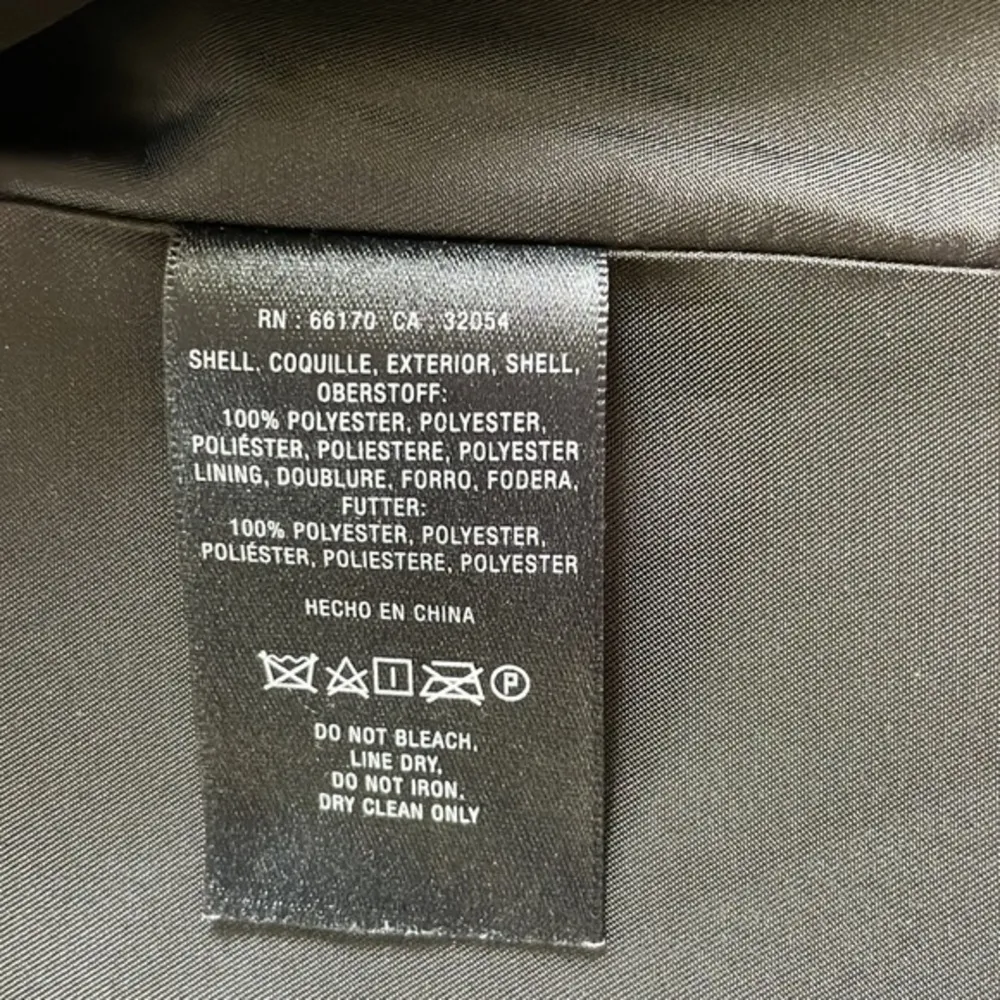 RN : 66170 CA : 32054
SHELL, COQUILLE, EXTERIOR, SHELL,
OBERSTOFF:
100% POLYESTER, POLYESTER,
POLIÉSTER, POLIESTERE, POLYESTER
LINING, DOUBLURE, FORRO, FODERA,
FUTTER:
100% POLYESTER, POLYESTER,
POLIÉSTER, POLIESTERE, POLYESTER
HECHO EN CHINA
P
DO NOT BLEACH,
LINE DRY,
DO NOT IRON.
DRY CLEAN ONLY